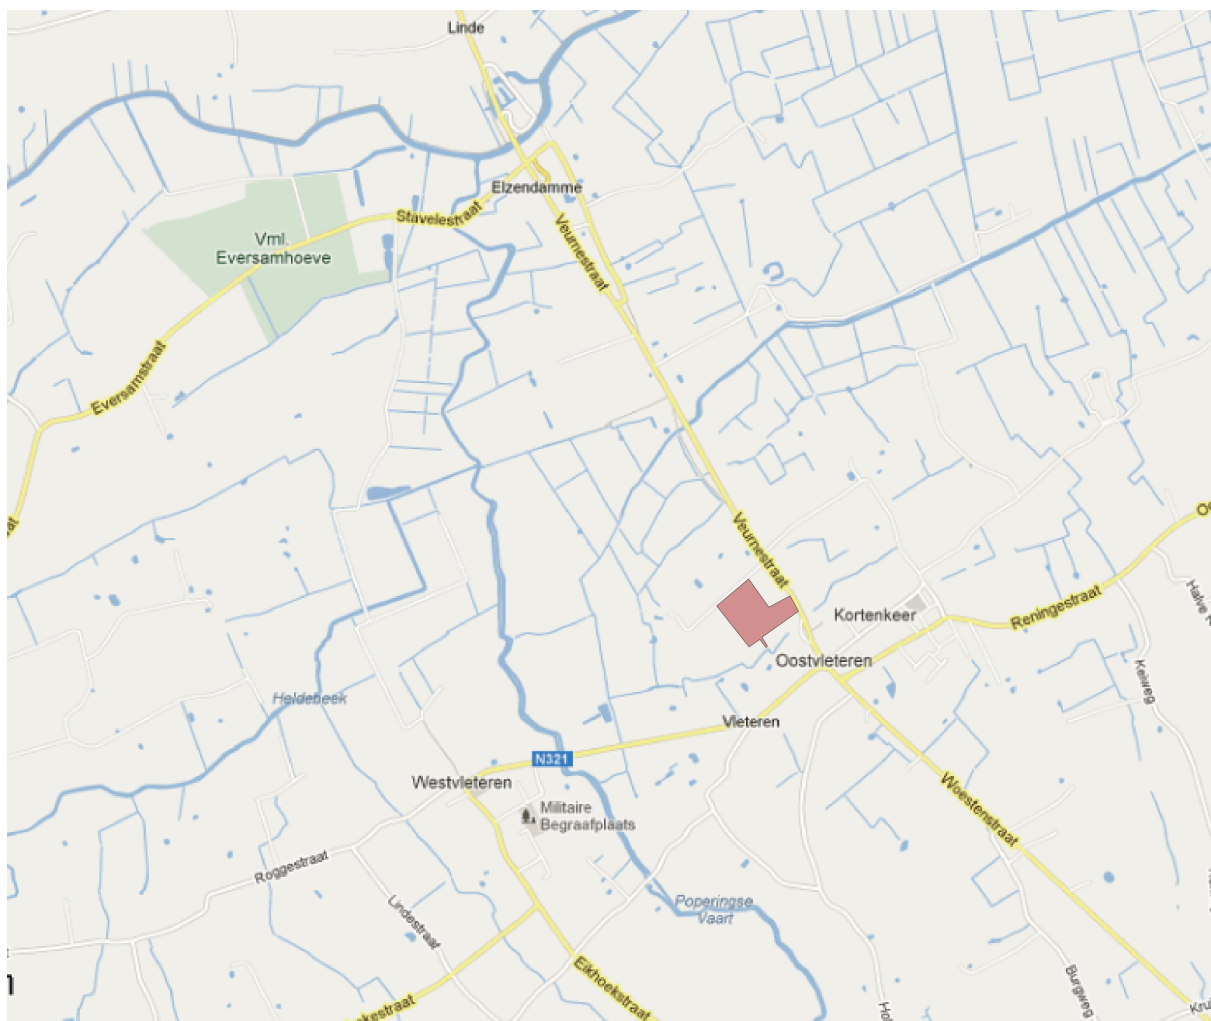 Linde
Elzendamme
Stavelestraat
Vml.
Eversamhoeve
Veurnestraat
Eversamstraat
Veurnestraat
Kortenkeer
Reningestraat
Oostvleteren
Keiweg
Heldebeek
Vleteren
N321
Westvleteren
Militaire
Begraafplaats
Woestenstraat
Roggestraat
Lindestraat
Poperingse
Vaart
Eikhoekstraat
Burgweg